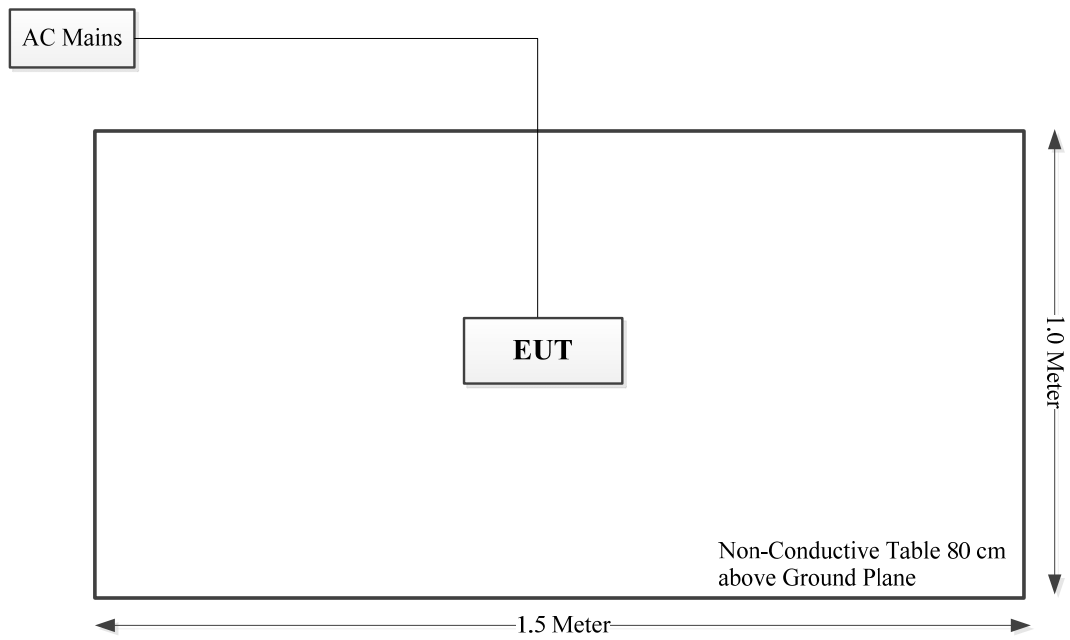 AC Mains
EUT
1.0 Meter
Non-Conductive Table 80 cm
above Ground Plane
1.5 Meter